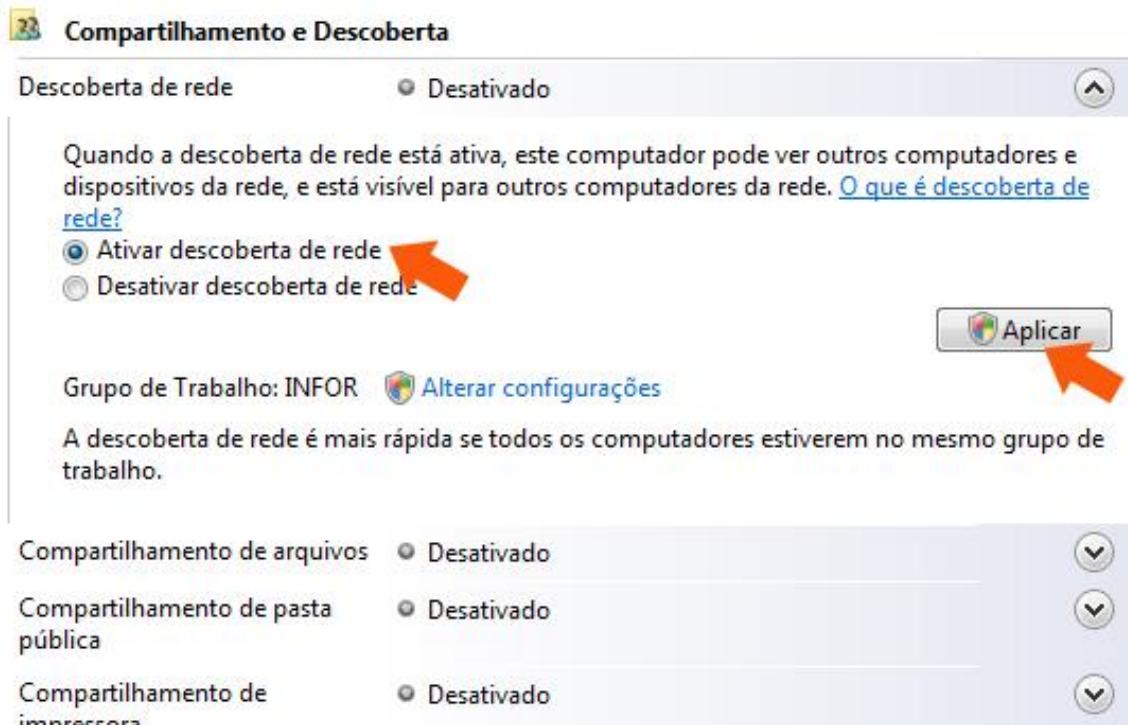 Compartilhamento e Descoberta
Descoberta de rede
Desativado
Quando a descoberta de rede está ativa, este computador pode ver outros computadores e
dispositivos da rede, e está visível para outros computadores da rede. O que é descoberta de
rede?
Ativar descoberta de rede
Desativar descoberta de rede
Aplicar
Grupo de Trabalho: INFOR Alterar configurações
A descoberta de rede é mais rápida se todos os computadores estiverem no mesmo grupo de
trabalho.
Compartilhamento de arquivos
Desativado
Compartilhamento de pasta
pública
Desativado
Compartilhamento de
impressora
Desativado